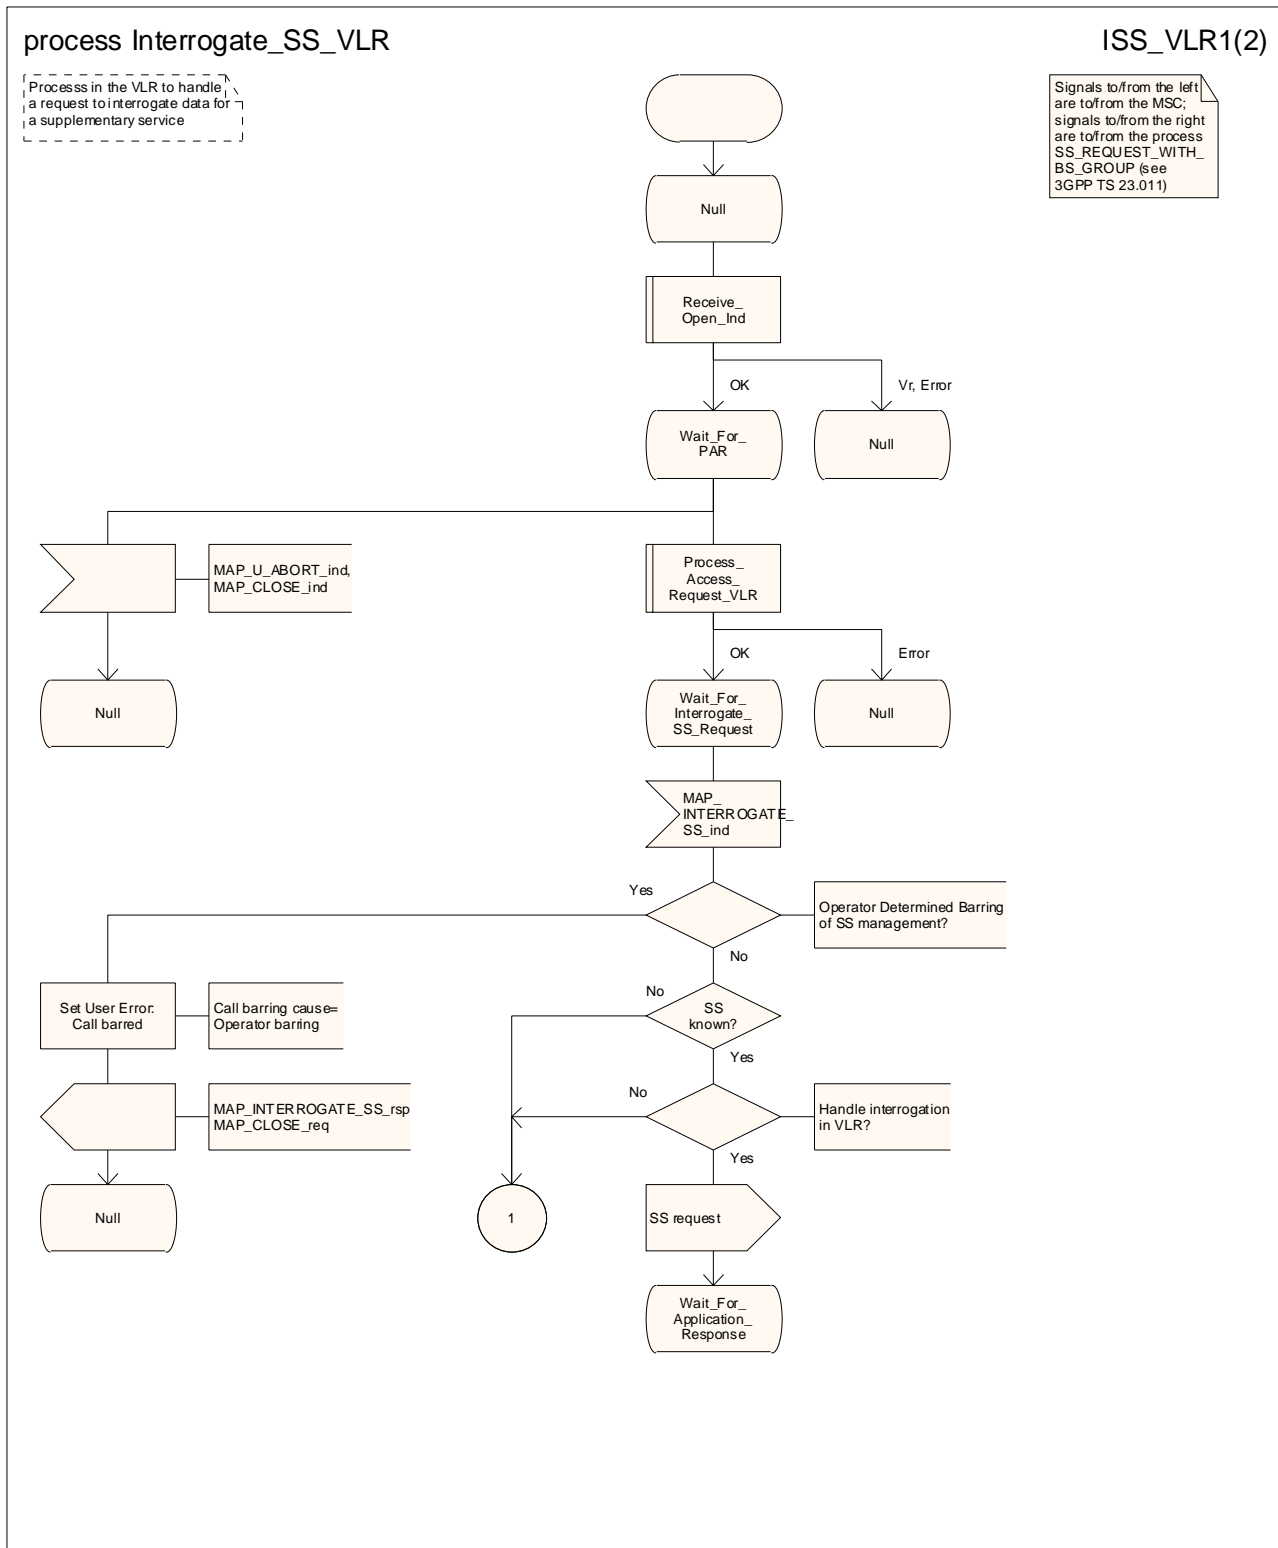 process Interrogate_SS_VLR
ISS_VLR1(2)
Processs in the VLR to handle
a request to interrogate data for
a supplementary service
Signals to/from the left
are to/from the MSC;
signals to/from the right
are to/from the process
SS_REQUEST_WITH_
BS_GROUP (see
3GPP TS 23.011)
Null
Receive_
Open_Ind
OK
Vr, Error
Wait_For_
PAR
Null
MAP_U_ABORT_ind,
MAP_CLOSE_ind
Process_
Access_
Request_VLR
OK
Error
Null
Wait_For_
Interrogate_
SS_Request
Null
MAP_
INTERROGATE_
SS_ind
Yes
Operator Determined Barring
of SS management?
No
Set User Error:
Call barred
Call barring cause=
Operator barring
No
SS
known?
Yes
MAP_INTERROGATE_SS_rsp
MAP_CLOSE_req
No
Handle interrogation
in VLR?
Yes
Null
1
SS request
Wait_For_
Application_
Response